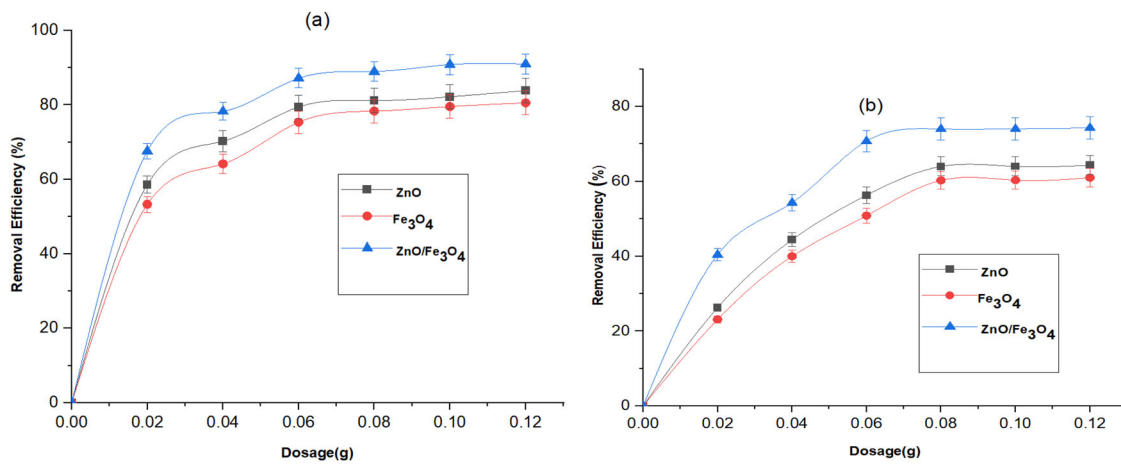 (a)
100
80
60
40
20
0
Removal Efficiency (%)
ZnO
Fe₃O₄
ZnO/Fe₃O₄
0.00 0.02 0.04 0.06 0.08 0.10 0.12
Dosage(g)
(b)
80
60
40
20
0
Removal Efficiency (%)
ZnO
Fe₃O₄
ZnO/Fe₃O₄
0.00 0.02 0.04 0.06 0.08 0.10 0.12
Dosage(g)